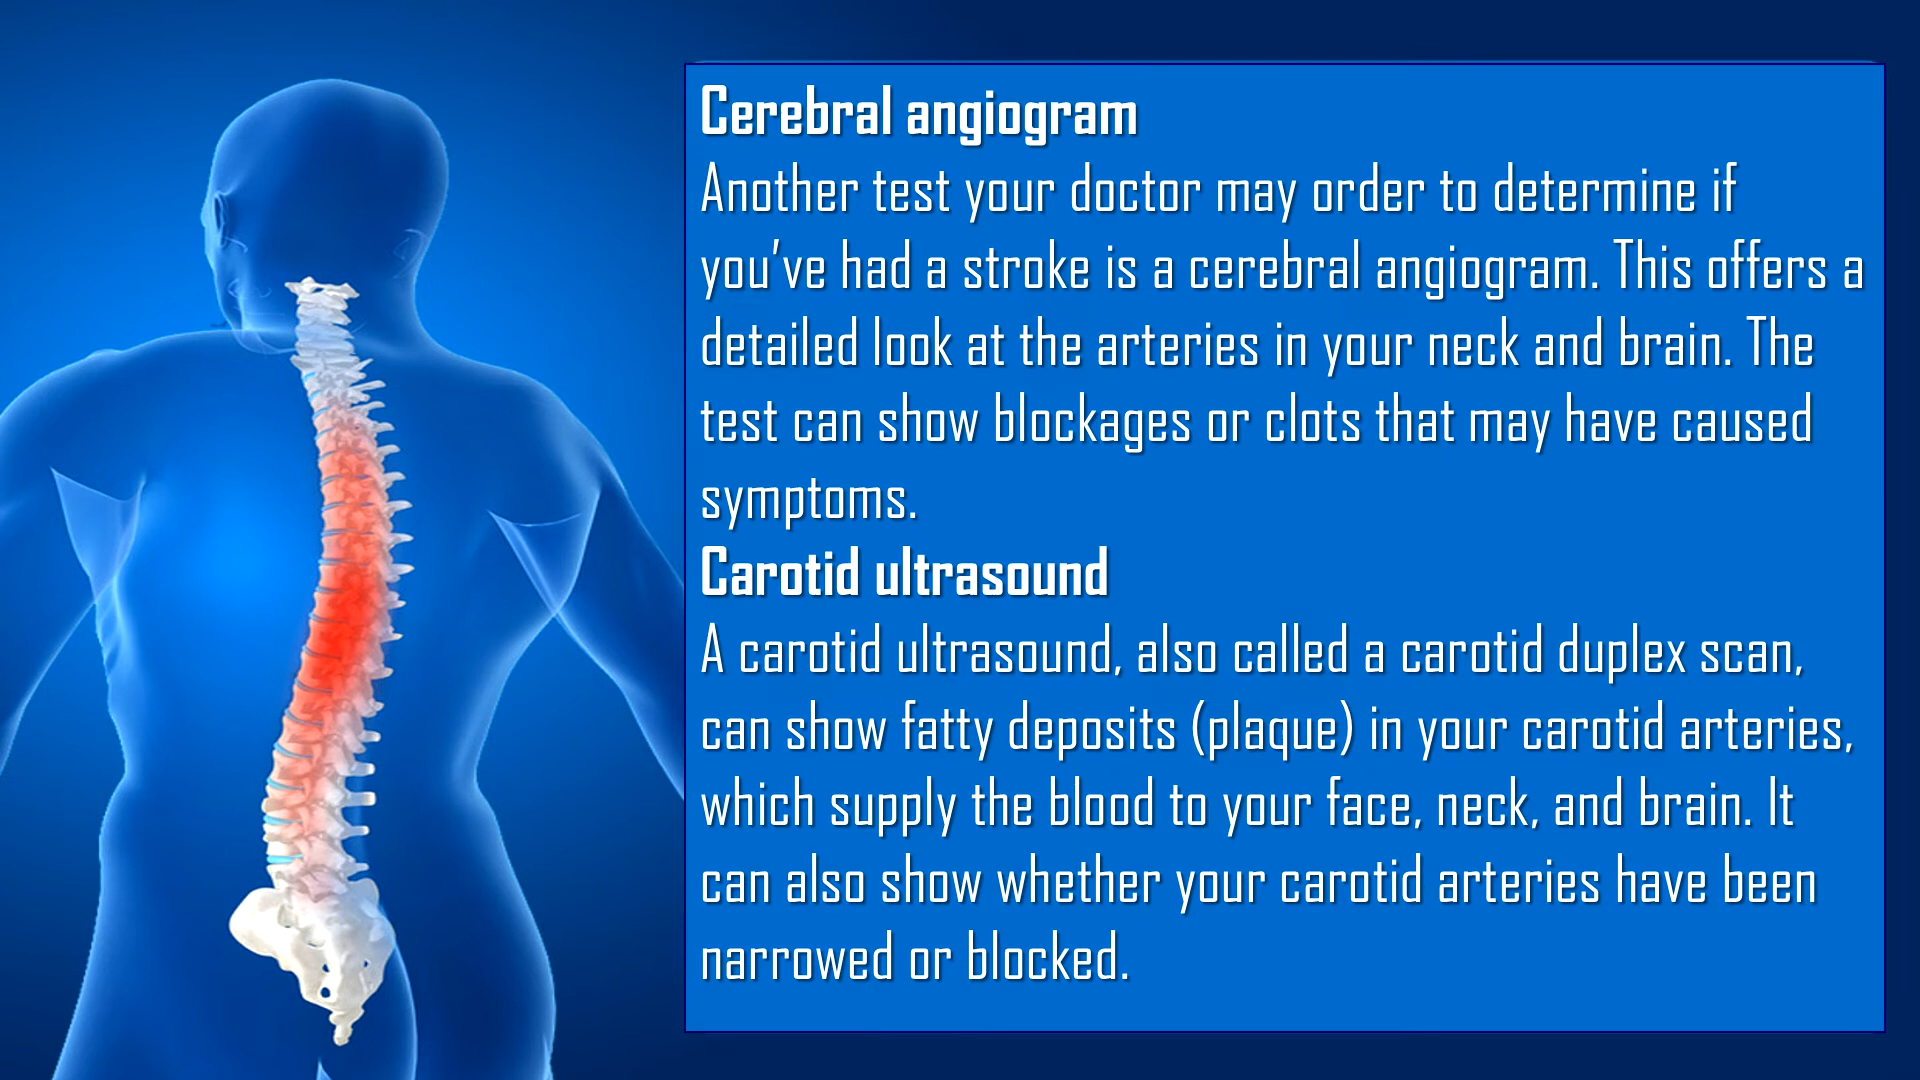 Cerebral angiogram
Another test your doctor may order to determine if
you’ve had a stroke is a cerebral angiogram. This offers a
detailed look at the arteries in your neck and brain. The
test can show blockages or clots that may have caused
symptoms.
Carotid ultrasound
A carotid ultrasound, also called a carotid duplex scan,
can show fatty deposits (plaque) in your carotid arteries,
which supply the blood to your face, neck, and brain. It
can also show whether your carotid arteries have been
narrowed or blocked.